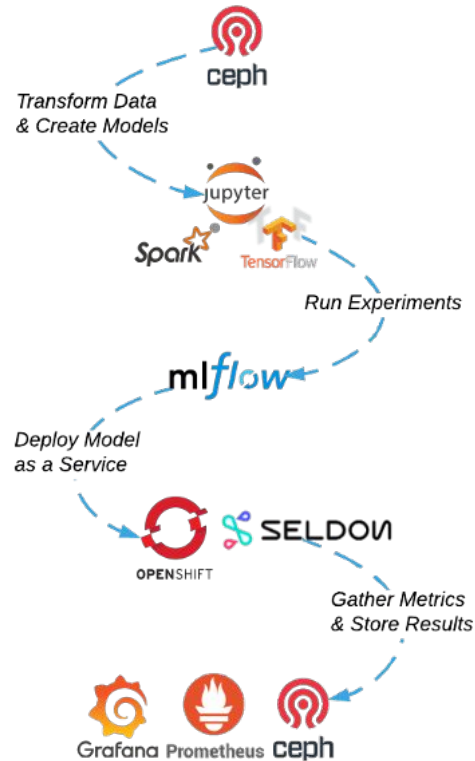 ceph
Transform Data
& Create Models
jupyter
Spark
TensorFlow
Run Experiments
mlflow
Deploy Model
as a Service
SELDON
OPENSHIFT
Gather Metrics
& Store Results
Grafana Prometheus ceph